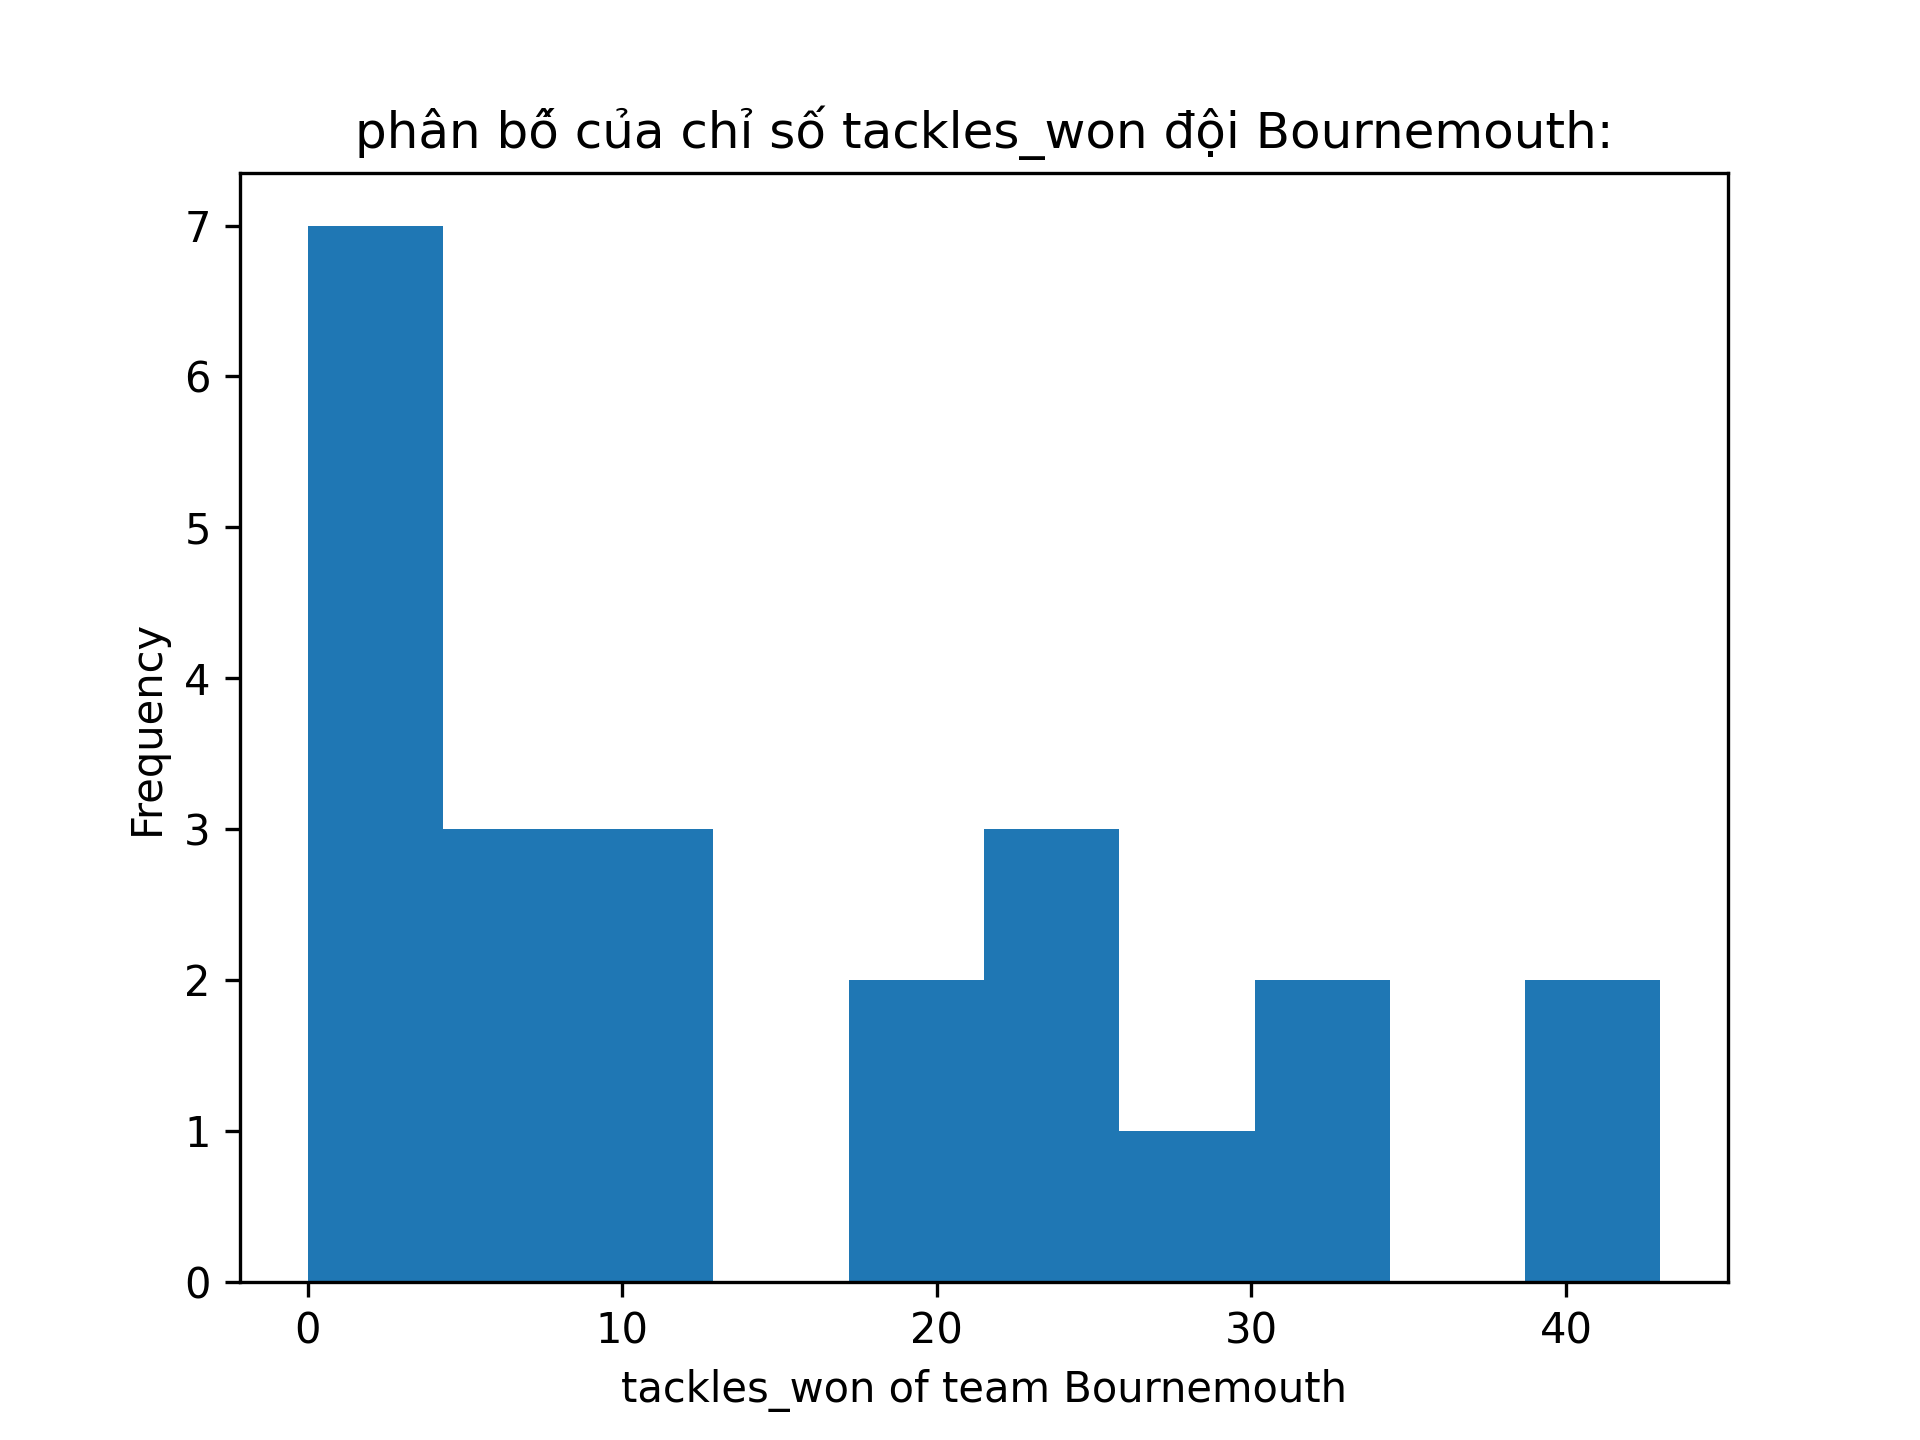 phân bố của chỉ số tackles_won đội Bournemouth:
7
6
5
4
3
2
1
0
Frequency
0 10 20 30 40
tackles_won of team Bournemouth